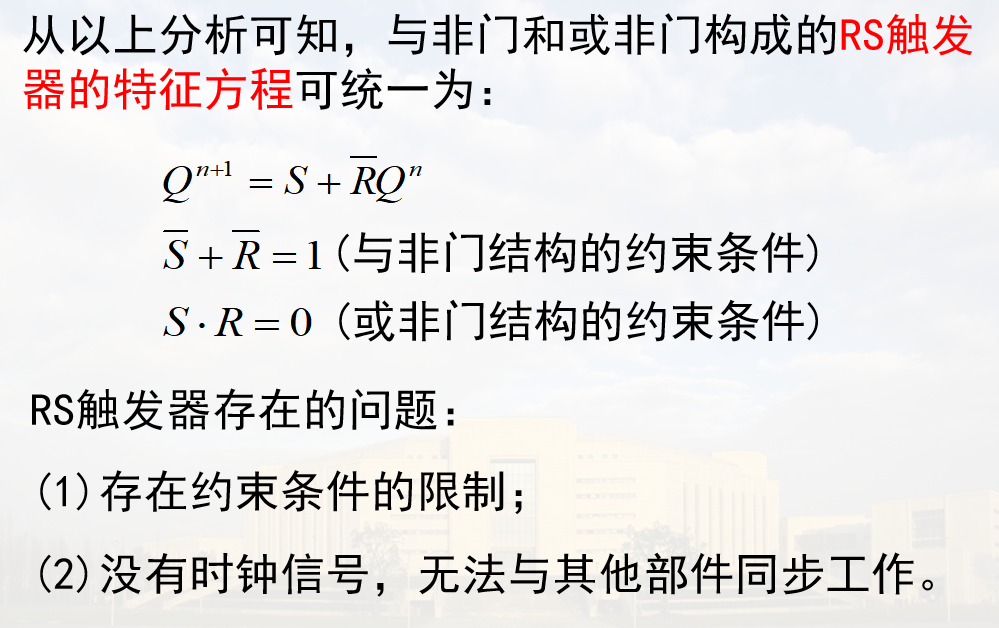 从以上分析可知，与非门和或非门构成的RS触发
器的特征方程可统一为：
Qⁿ⁺¹ = S + R̅Qⁿ
S̅ + R̅ = 1(与非门结构的约束条件)
S · R = 0 (或非门结构的约束条件)
RS触发器存在的问题：
(1)存在约束条件的限制；
(2)没有时钟信号，无法与其他部件同步工作。